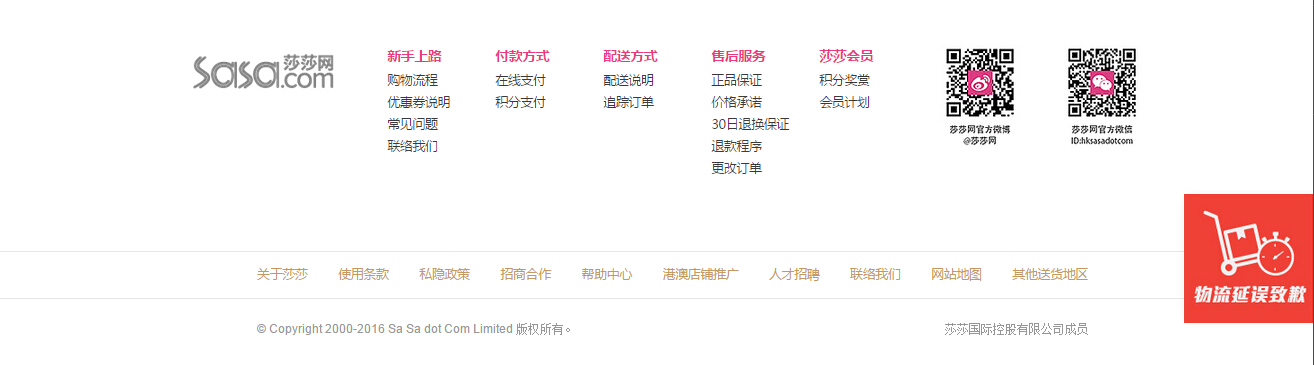 Sasa莎莎网.com
新手上路
购物流程
优惠券说明
常见问题
联络我们
付款方式
在线支付
积分支付
配送方式
配送说明
追踪订单
售后服务
正品保证
价格承诺
30日退换保证
退款程序
更改订单
莎莎会员
积分奖赏
会员计划
莎莎网官方微博
@莎莎网
莎莎网官方微信
ID:hksasadotcom
物流延误致歉
关于莎莎 使用条款 私隐政策 招商合作 帮助中心 港澳店铺推广 人才招聘 联络我们 网站地图 其他送货地区
© Copyright 2000-2016 Sa Sa dot Com Limited 版权所有。
莎莎国际控股有限公司成员